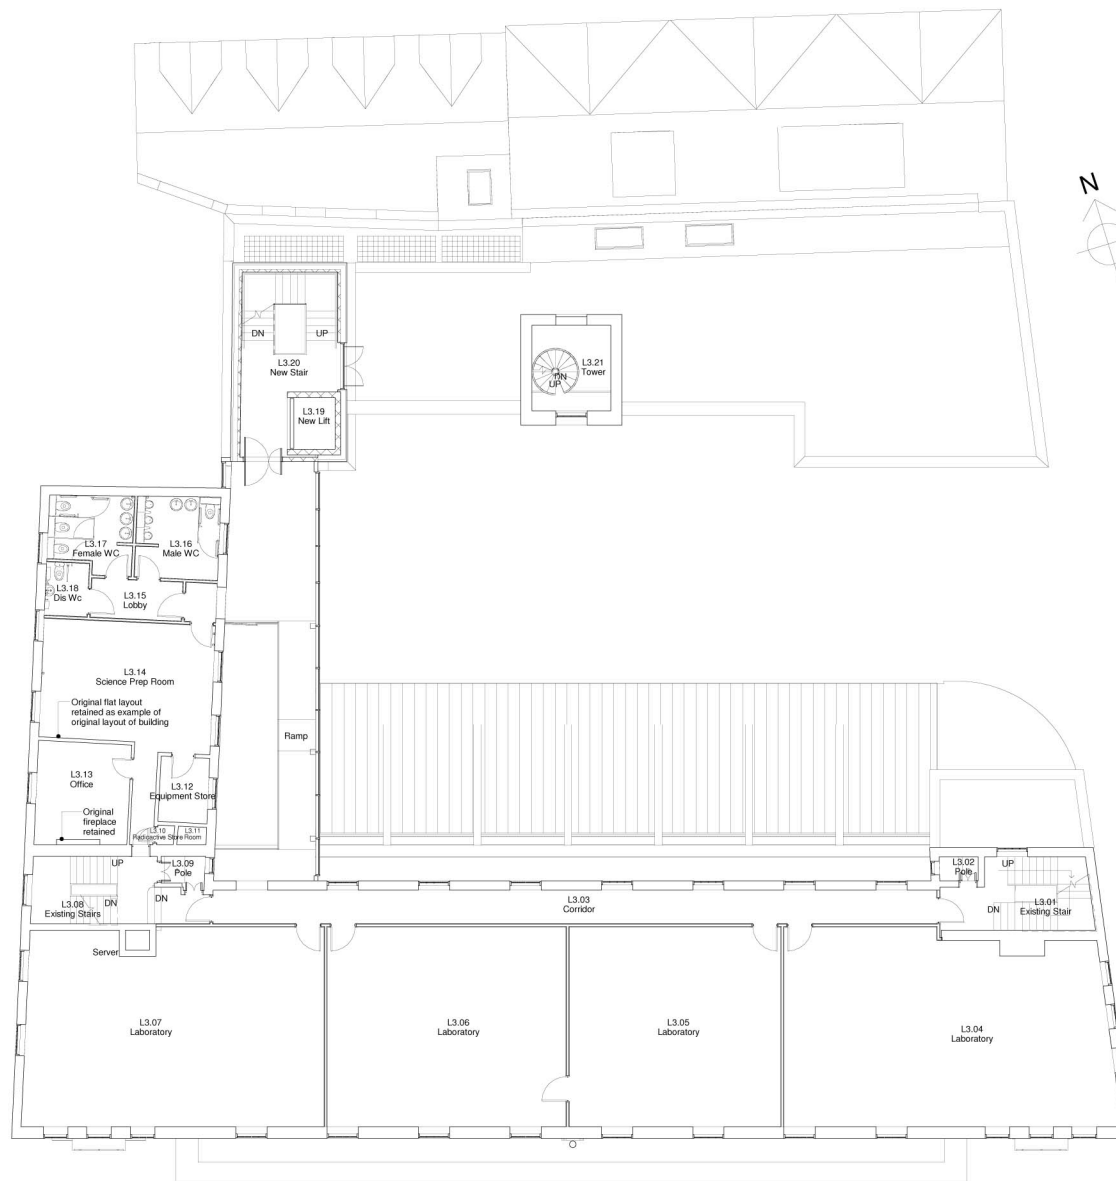 N
DN
UP
L3.20
New Stair
L3.21
Tower
DN
UP
L3.19
New Lift
L3.17
Female WC
L3.16
Male WC
L3.18
Dis Wc
L3.15
Lobby
L3.14
Science Prep Room
Original flat layout
retained as example of
original layout of building
Ramp
L3.13
Office
L3.12
Equipment Store
Original
fireplace
retained
L3.10
L3.11
Radioactive Store Room
UP
L3.09
Pole
L3.08
Existing Stairs
DN
DN
L3.03
Corridor
L3.02
Pole
UP
L3.01
Existing Stair
DN
Server
L3.07
Laboratory
L3.06
Laboratory
L3.05
Laboratory
L3.04
Laboratory